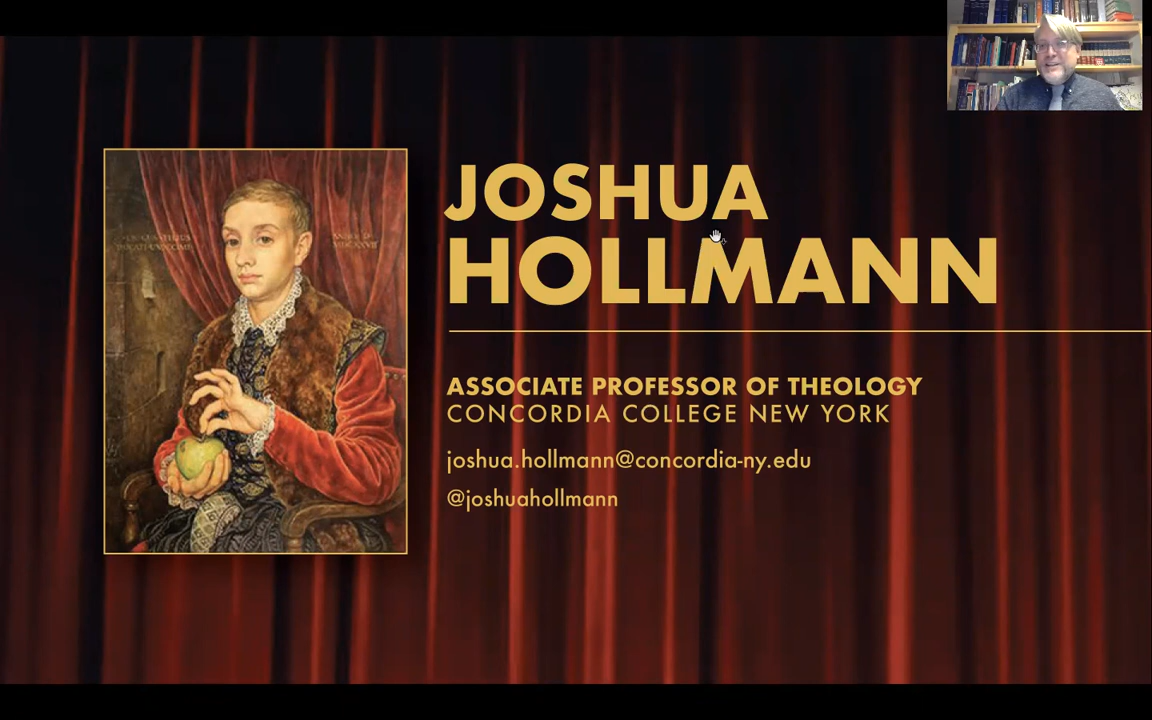 JOSHUA
HOLLMANN
ASSOCIATE PROFESSOR OF THEOLOGY
CONCORDIA COLLEGE NEW YORK
joshua.hollmann@concordia-ny.edu
@joshuahollmann